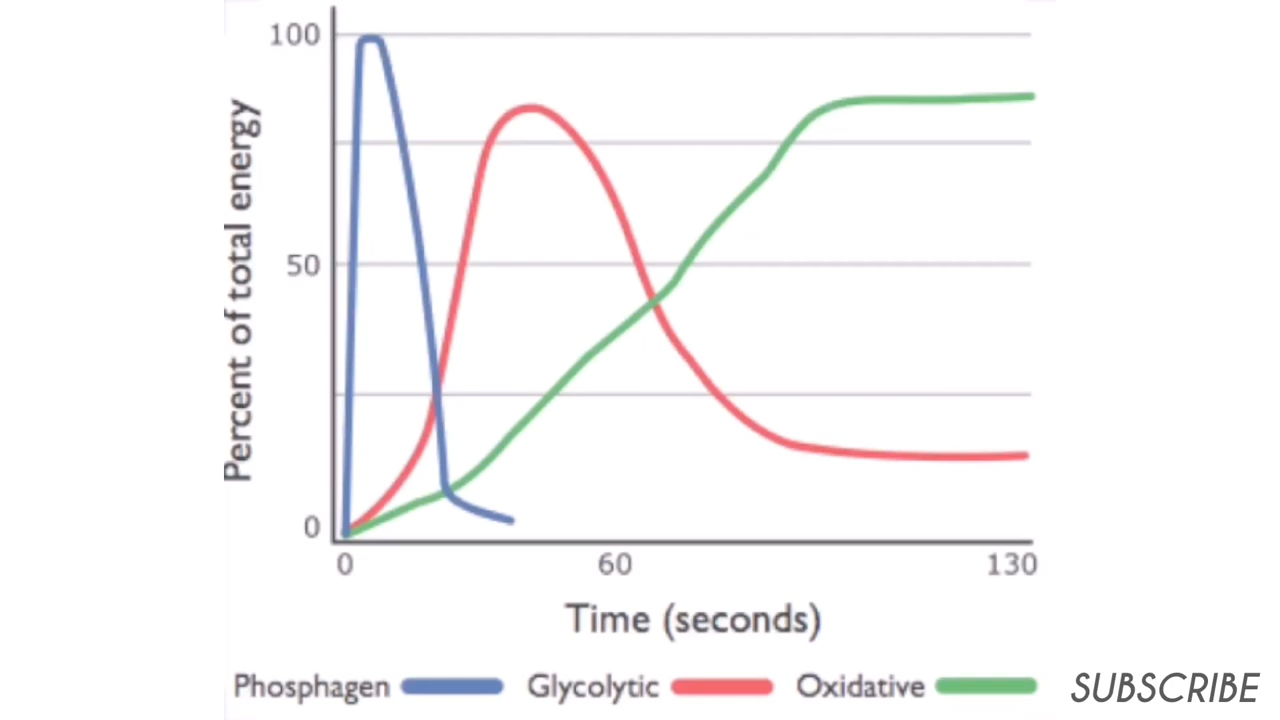 100
50
0
Percent of total energy
0 60 130
Time (seconds)
Phosphagen Glycolytic Oxidative
SUBSCRIBE